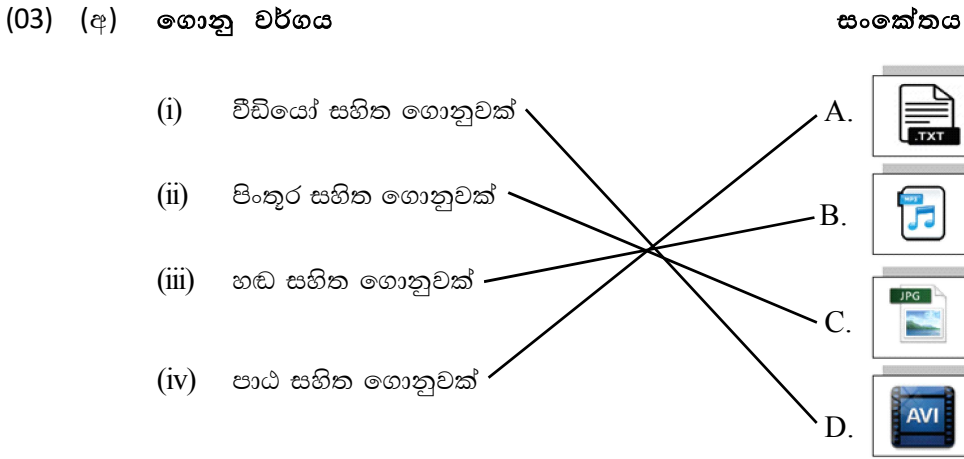 (03) (අ) ගොනු වර්ගය සංකේතය
(i) වීඩියෝ සහිත ගොනුවක් A. .TXT
(ii) පින්තූර සහිත ගොනුවක් B. MP3
(iii) හඬ සහිත ගොනුවක් C. JPG
(iv) පාඨ සහිත ගොනුවක් D. AVI